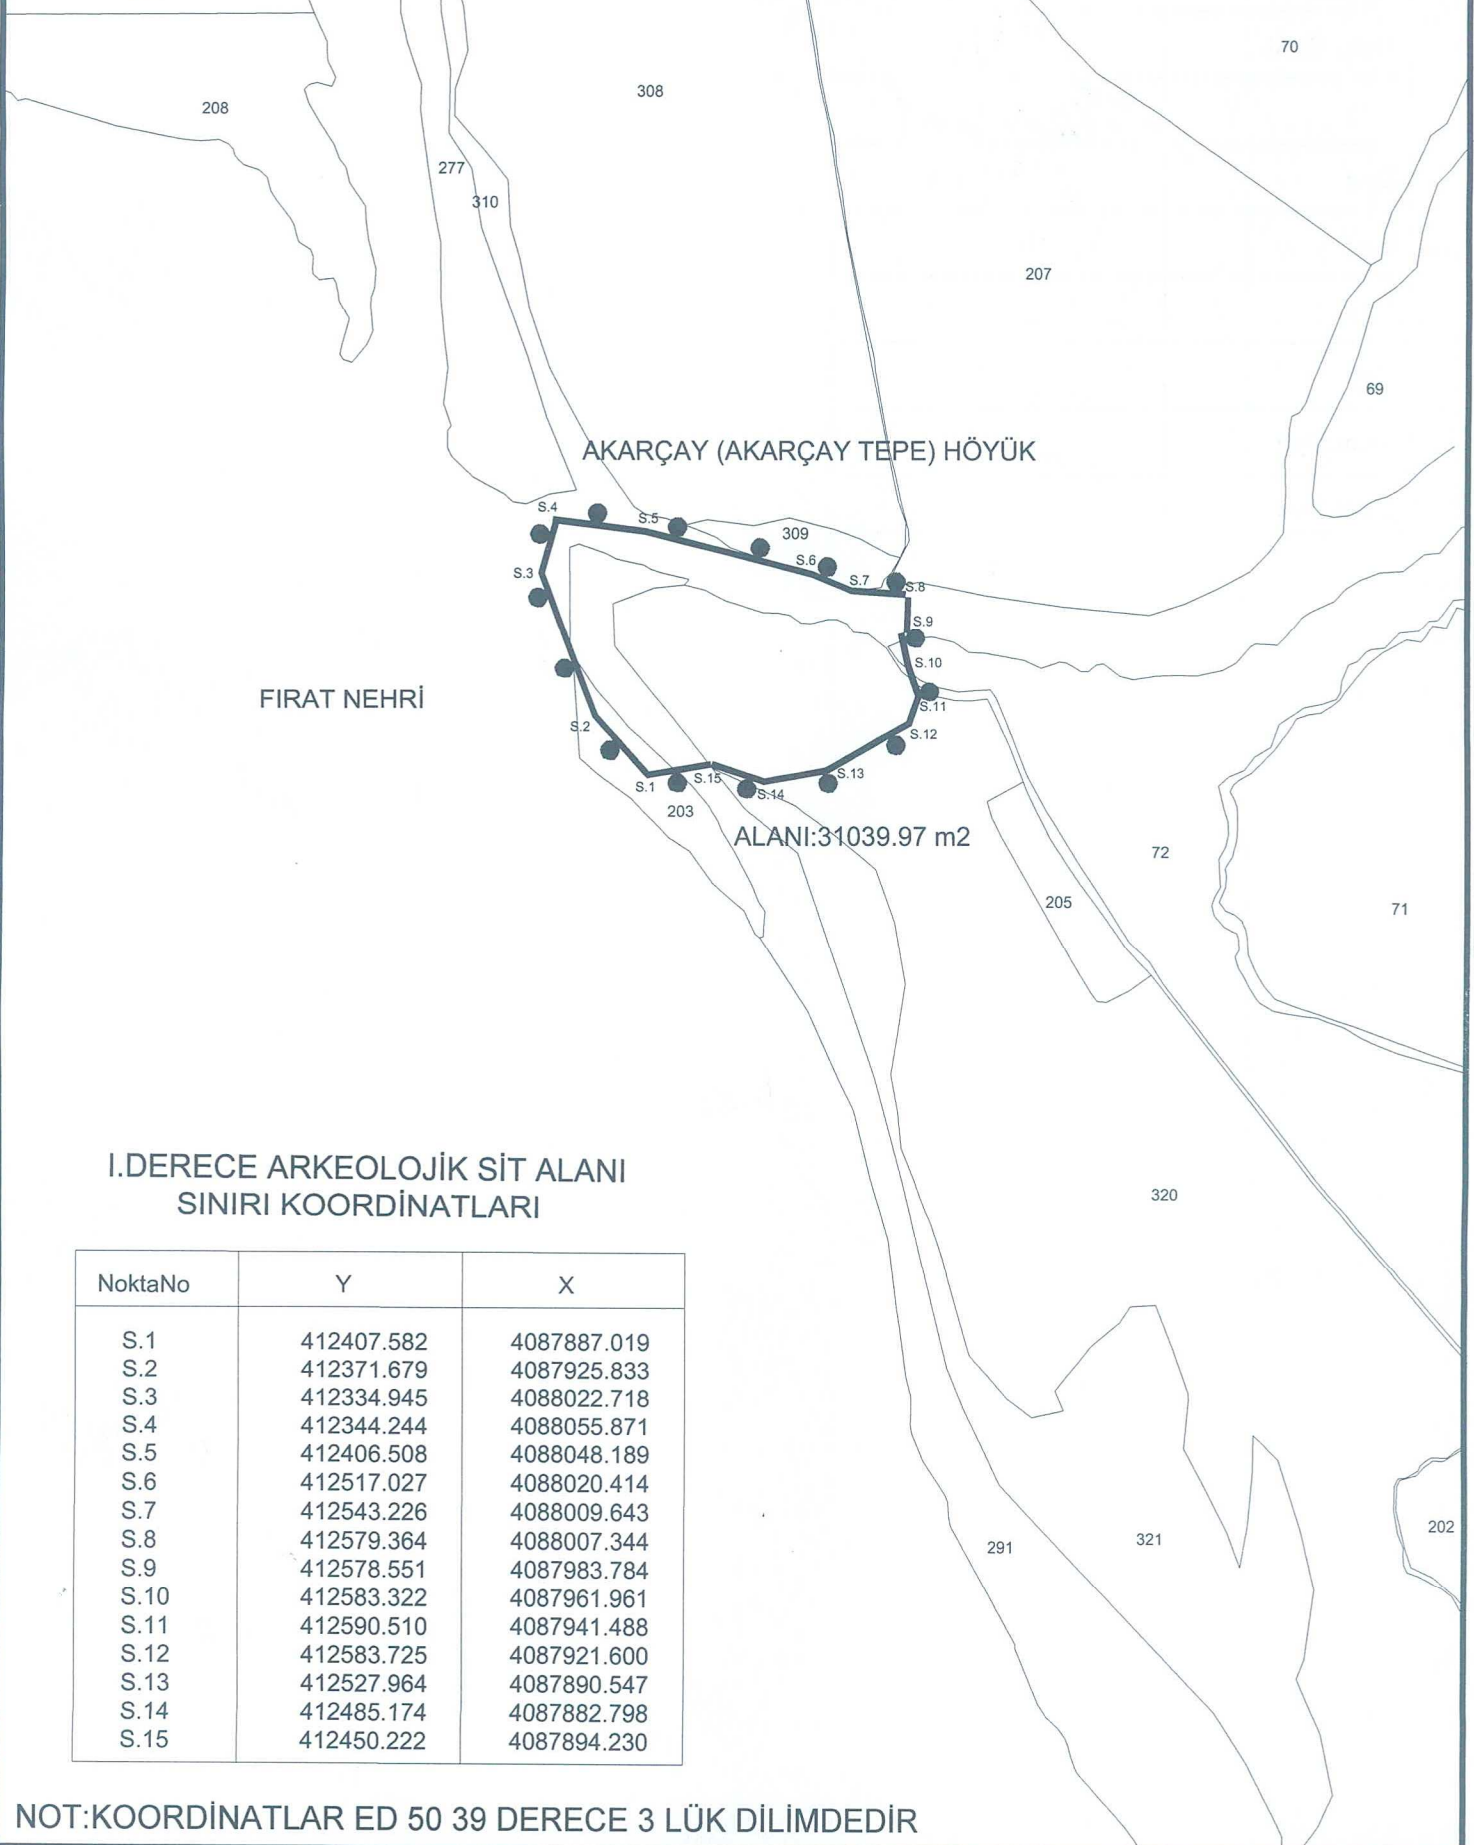 70
308
208
277
310
207
69
AKARÇAY (AKARÇAY TEPE) HÖYÜK
S.4
S.5
309
S.6
S.3
S.7
S.8
S.9
S.10
FIRAT NEHRİ
S.11
S.2
S.12
S.13
S.15
S.1
S.14
203
ALANI:31039.97 m2
72
205
71
I.DERECE ARKEOLOJİK SİT ALANI
SINIRI KOORDİNATLARI
320
NoktaNo Y X
S.1 412407.582 4087887.019
S.2 412371.679 4087925.833
S.3 412334.945 4088022.718
S.4 412344.244 4088055.871
S.5 412406.508 4088048.189
S.6 412517.027 4088020.414
S.7 412543.226 4088009.643
S.8 412579.364 4088007.344
S.9 412578.551 4087983.784
S.10 412583.322 4087961.961
S.11 412590.510 4087941.488
S.12 412583.725 4087921.600
S.13 412527.964 4087890.547
S.14 412485.174 4087882.798
S.15 412450.222 4087894.230
202
321
291
NOT:KOORDİNATLAR ED 50 39 DERECE 3 LÜK DİLİMDEDİR